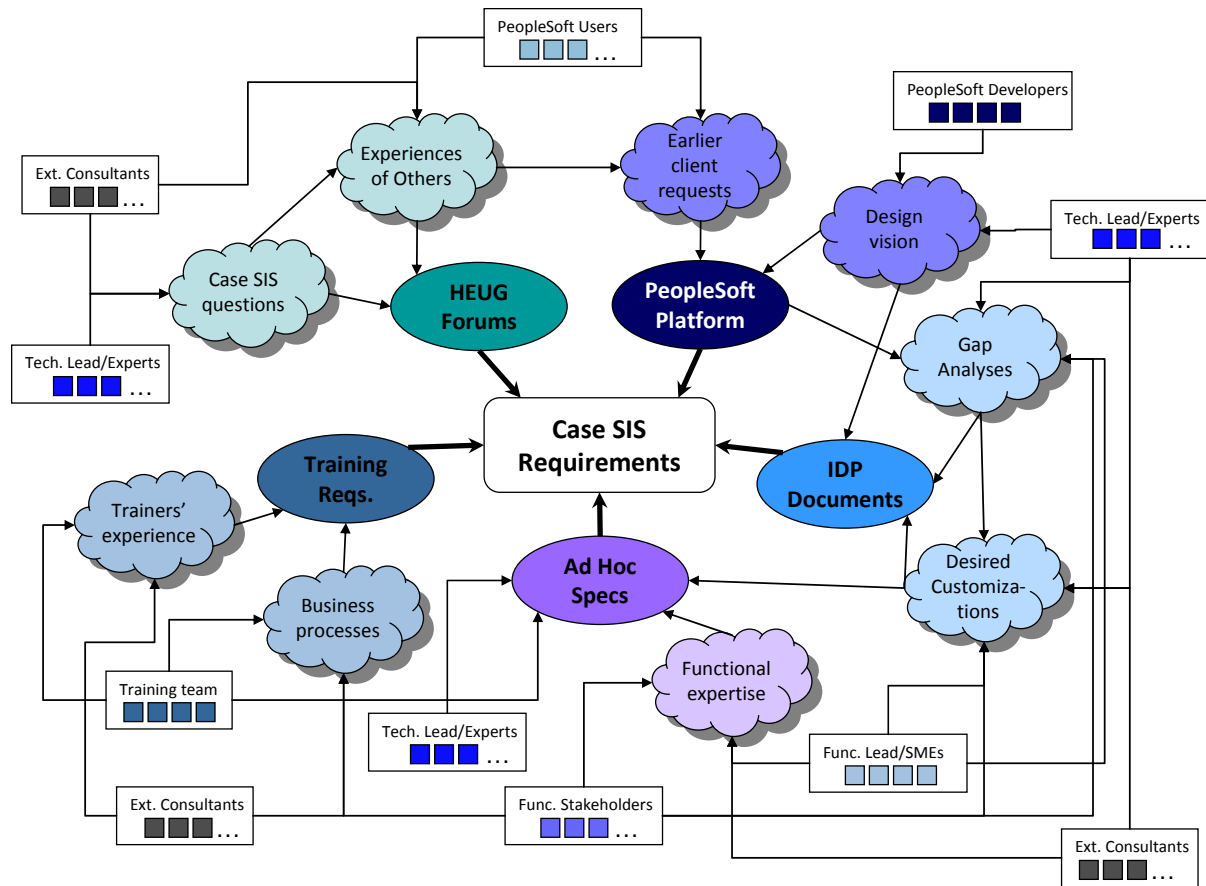 PeopleSoft Users
...
PeopleSoft Developers
Experiences
of Others
Earlier
client
requests
Ext. Consultants
...
Design
vision
Tech. Lead/Experts
...
Case SIS
questions
HEUG
Forums
PeopleSoft
Platform
Gap
Analyses
Tech. Lead/Experts
...
Case SIS
Requirements
Training
Reqs.
IDP
Documents
Trainers’
experience
Ad Hoc
Specs
Desired
Customiza-
tions
Business
processes
Functional
expertise
Training team
Tech. Lead/Experts
...
Func. Lead/SMEs
Ext. Consultants
...
Func. Stakeholders
...
Ext. Consultants
...